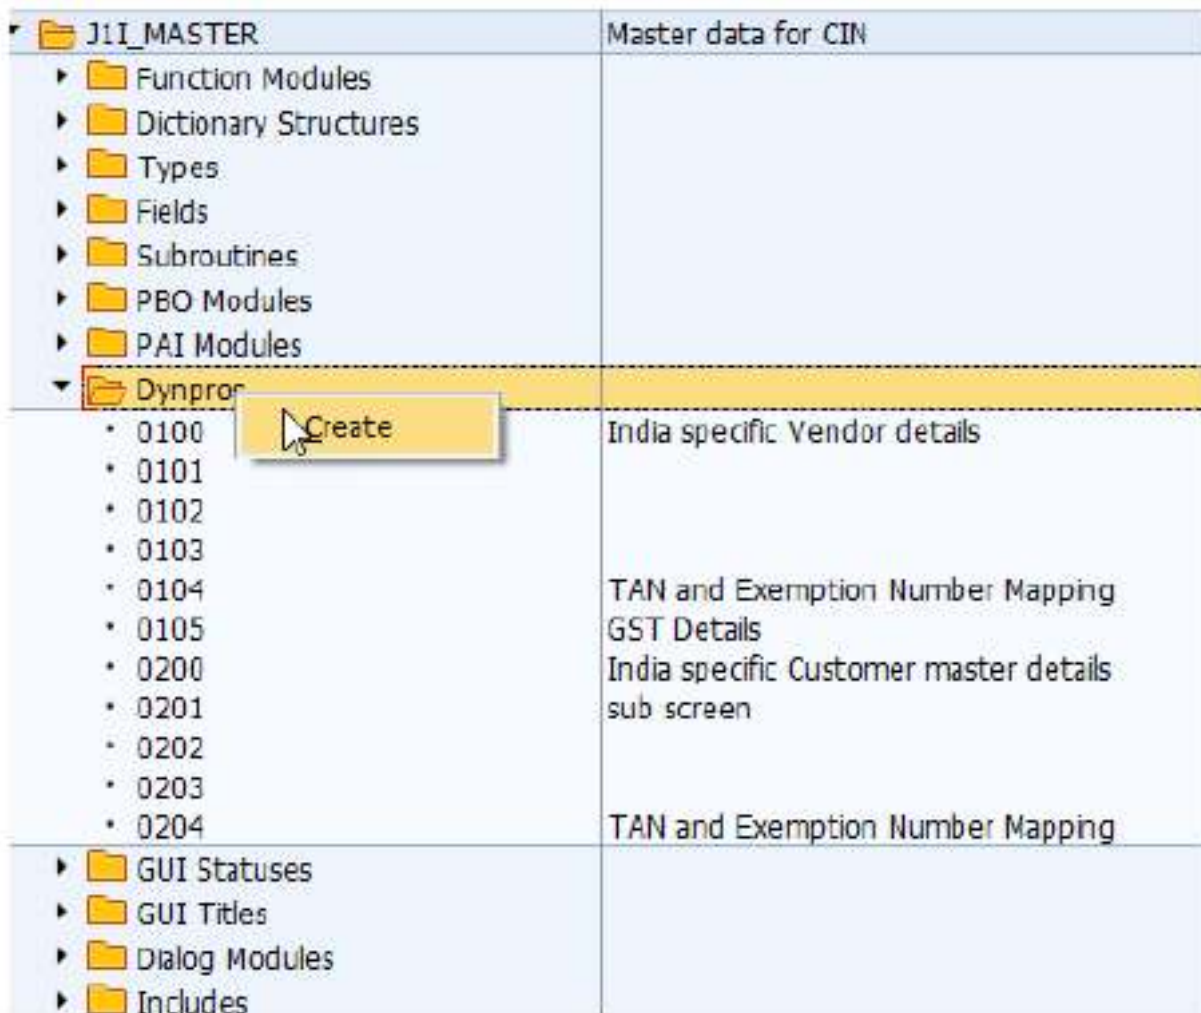 J1I_MASTER Master data for CIN
Function Modules
Dictionary Structures
Types
Fields
Subroutines
PBO Modules
PAI Modules
Dynpros
Create
0100 India specific Vendor details
0101
0102
0103
0104 TAN and Exemption Number Mapping
0105 GST Details
0200 India specific Customer master details
0201 sub screen
0202
0203
0204 TAN and Exemption Number Mapping
GUI Statuses
GUI Titles
Dialog Modules
Includes